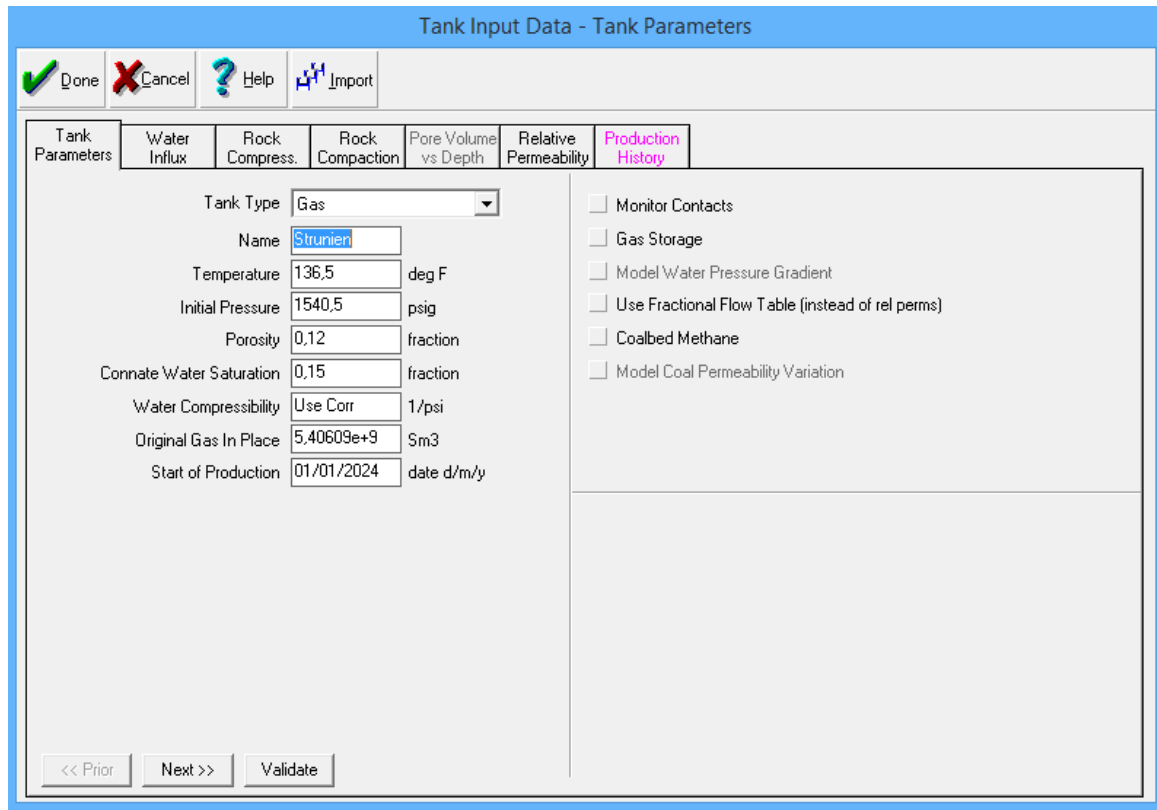 Tank Input Data - Tank Parameters
Done Cancel Help Import
Tank Parameters
Water Influx
Rock Compress.
Rock Compaction
Pore Volume vs Depth
Relative Permeability
Production History
Tank Type Gas
Name Strunien
Temperature 136,5 deg F
Initial Pressure 1540,5 psig
Porosity 0,12 fraction
Connate Water Saturation 0,15 fraction
Water Compressibility Use Corr 1/psi
Original Gas In Place 5,40609e+9 Sm3
Start of Production 01/01/2024 date d/m/y
Monitor Contacts
Gas Storage
Model Water Pressure Gradient
Use Fractional Flow Table (instead of rel perms)
Coalbed Methane
Model Coal Permeability Variation
<< Prior Next >> Validate